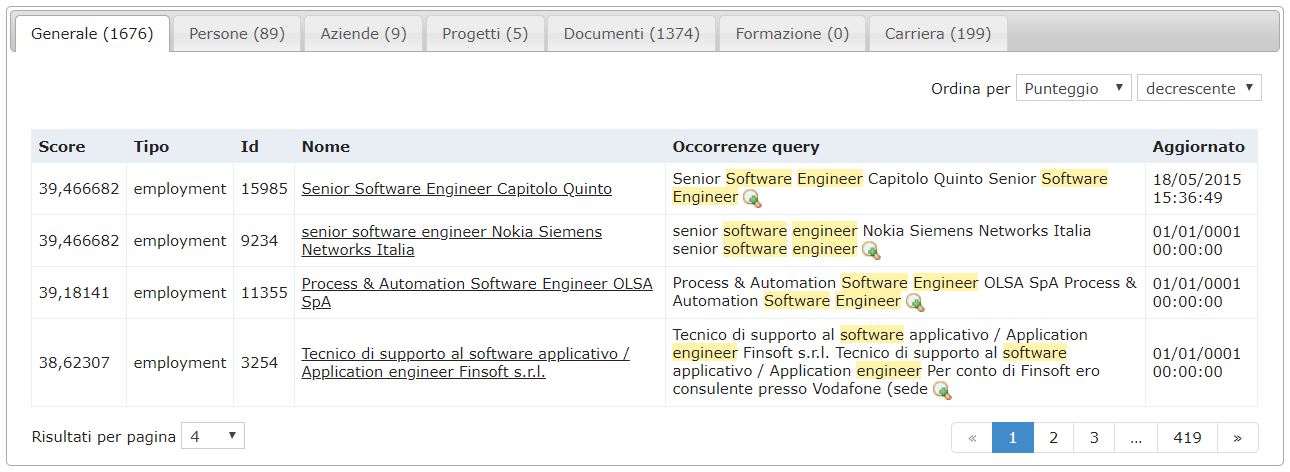 Generale (1676) Persone (89) Aziende (9) Progetti (5) Documenti (1374) Formazione (0) Carriera (199)
Ordina per Punteggio decrescente
Score Tipo Id Nome Occorrenze query Aggiornato
39,466682 employment 15985 Senior Software Engineer Capitolo Quinto
Senior Software Engineer Capitolo Quinto Senior Software
Engineer
18/05/2015
15:36:49
39,466682 employment 9234
senior software engineer Nokia Siemens
Networks Italia
senior software engineer Nokia Siemens Networks Italia
senior software engineer
01/01/0001
00:00:00
39,18141 employment 11355
Process & Automation Software Engineer OLSA
SpA
Process & Automation Software Engineer OLSA SpA Process &
Automation Software Engineer
01/01/0001
00:00:00
38,62307 employment 3254
Tecnico di supporto al software applicativo /
Application engineer Finsoft s.r.l.
Tecnico di supporto al software applicativo / Application
engineer Finsoft s.r.l. Tecnico di supporto al software
applicativo / Application engineer Per conto di Finsoft ero
consulente presso Vodafone (sede
01/01/0001
00:00:00
Risultati per pagina 4
« 1 2 3 ... 419 »